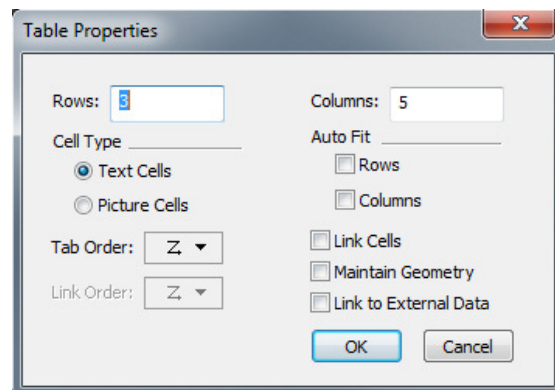 Table Properties
X
Rows: 3
Columns: 5
Cell Type
Text Cells
Picture Cells
Tab Order: Z
Link Order: Z
Auto Fit
Rows
Columns
Link Cells
Maintain Geometry
Link to External Data
OK
Cancel